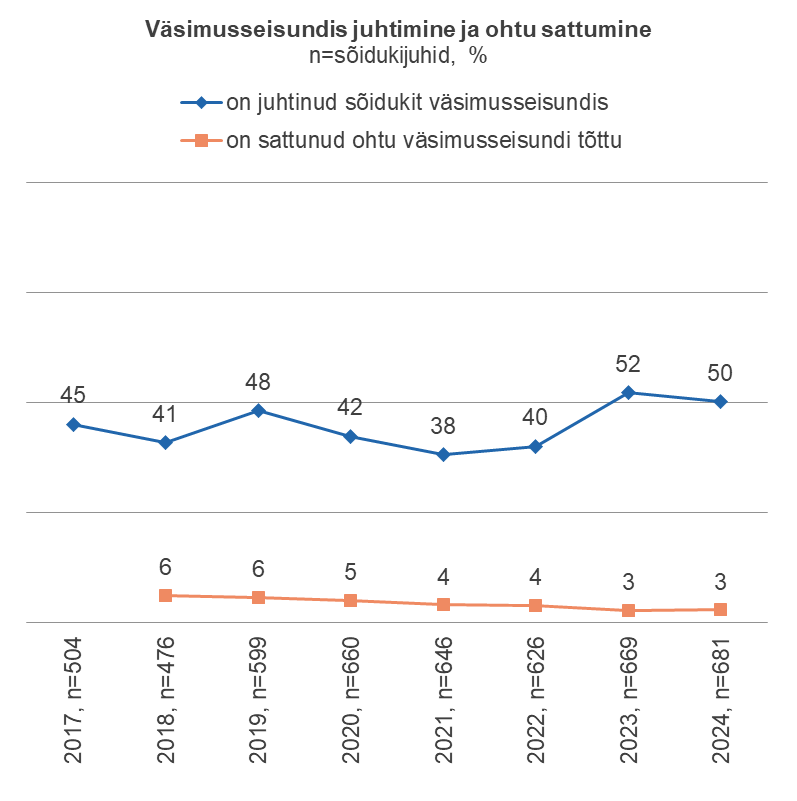 Väsimusseisundis juhtimine ja ohtu sattumine
n=sõidukijuhid, %
on juhtinud sõidukit väsimusseisundis
on sattunud ohtu väsimusseisundi tõttu
45
41
48
42
38
40
52
50
6
6
5
4
4
3
3
2017, n=504
2018, n=476
2019, n=599
2020, n=660
2021, n=646
2022, n=626
2023, n=669
2024, n=681